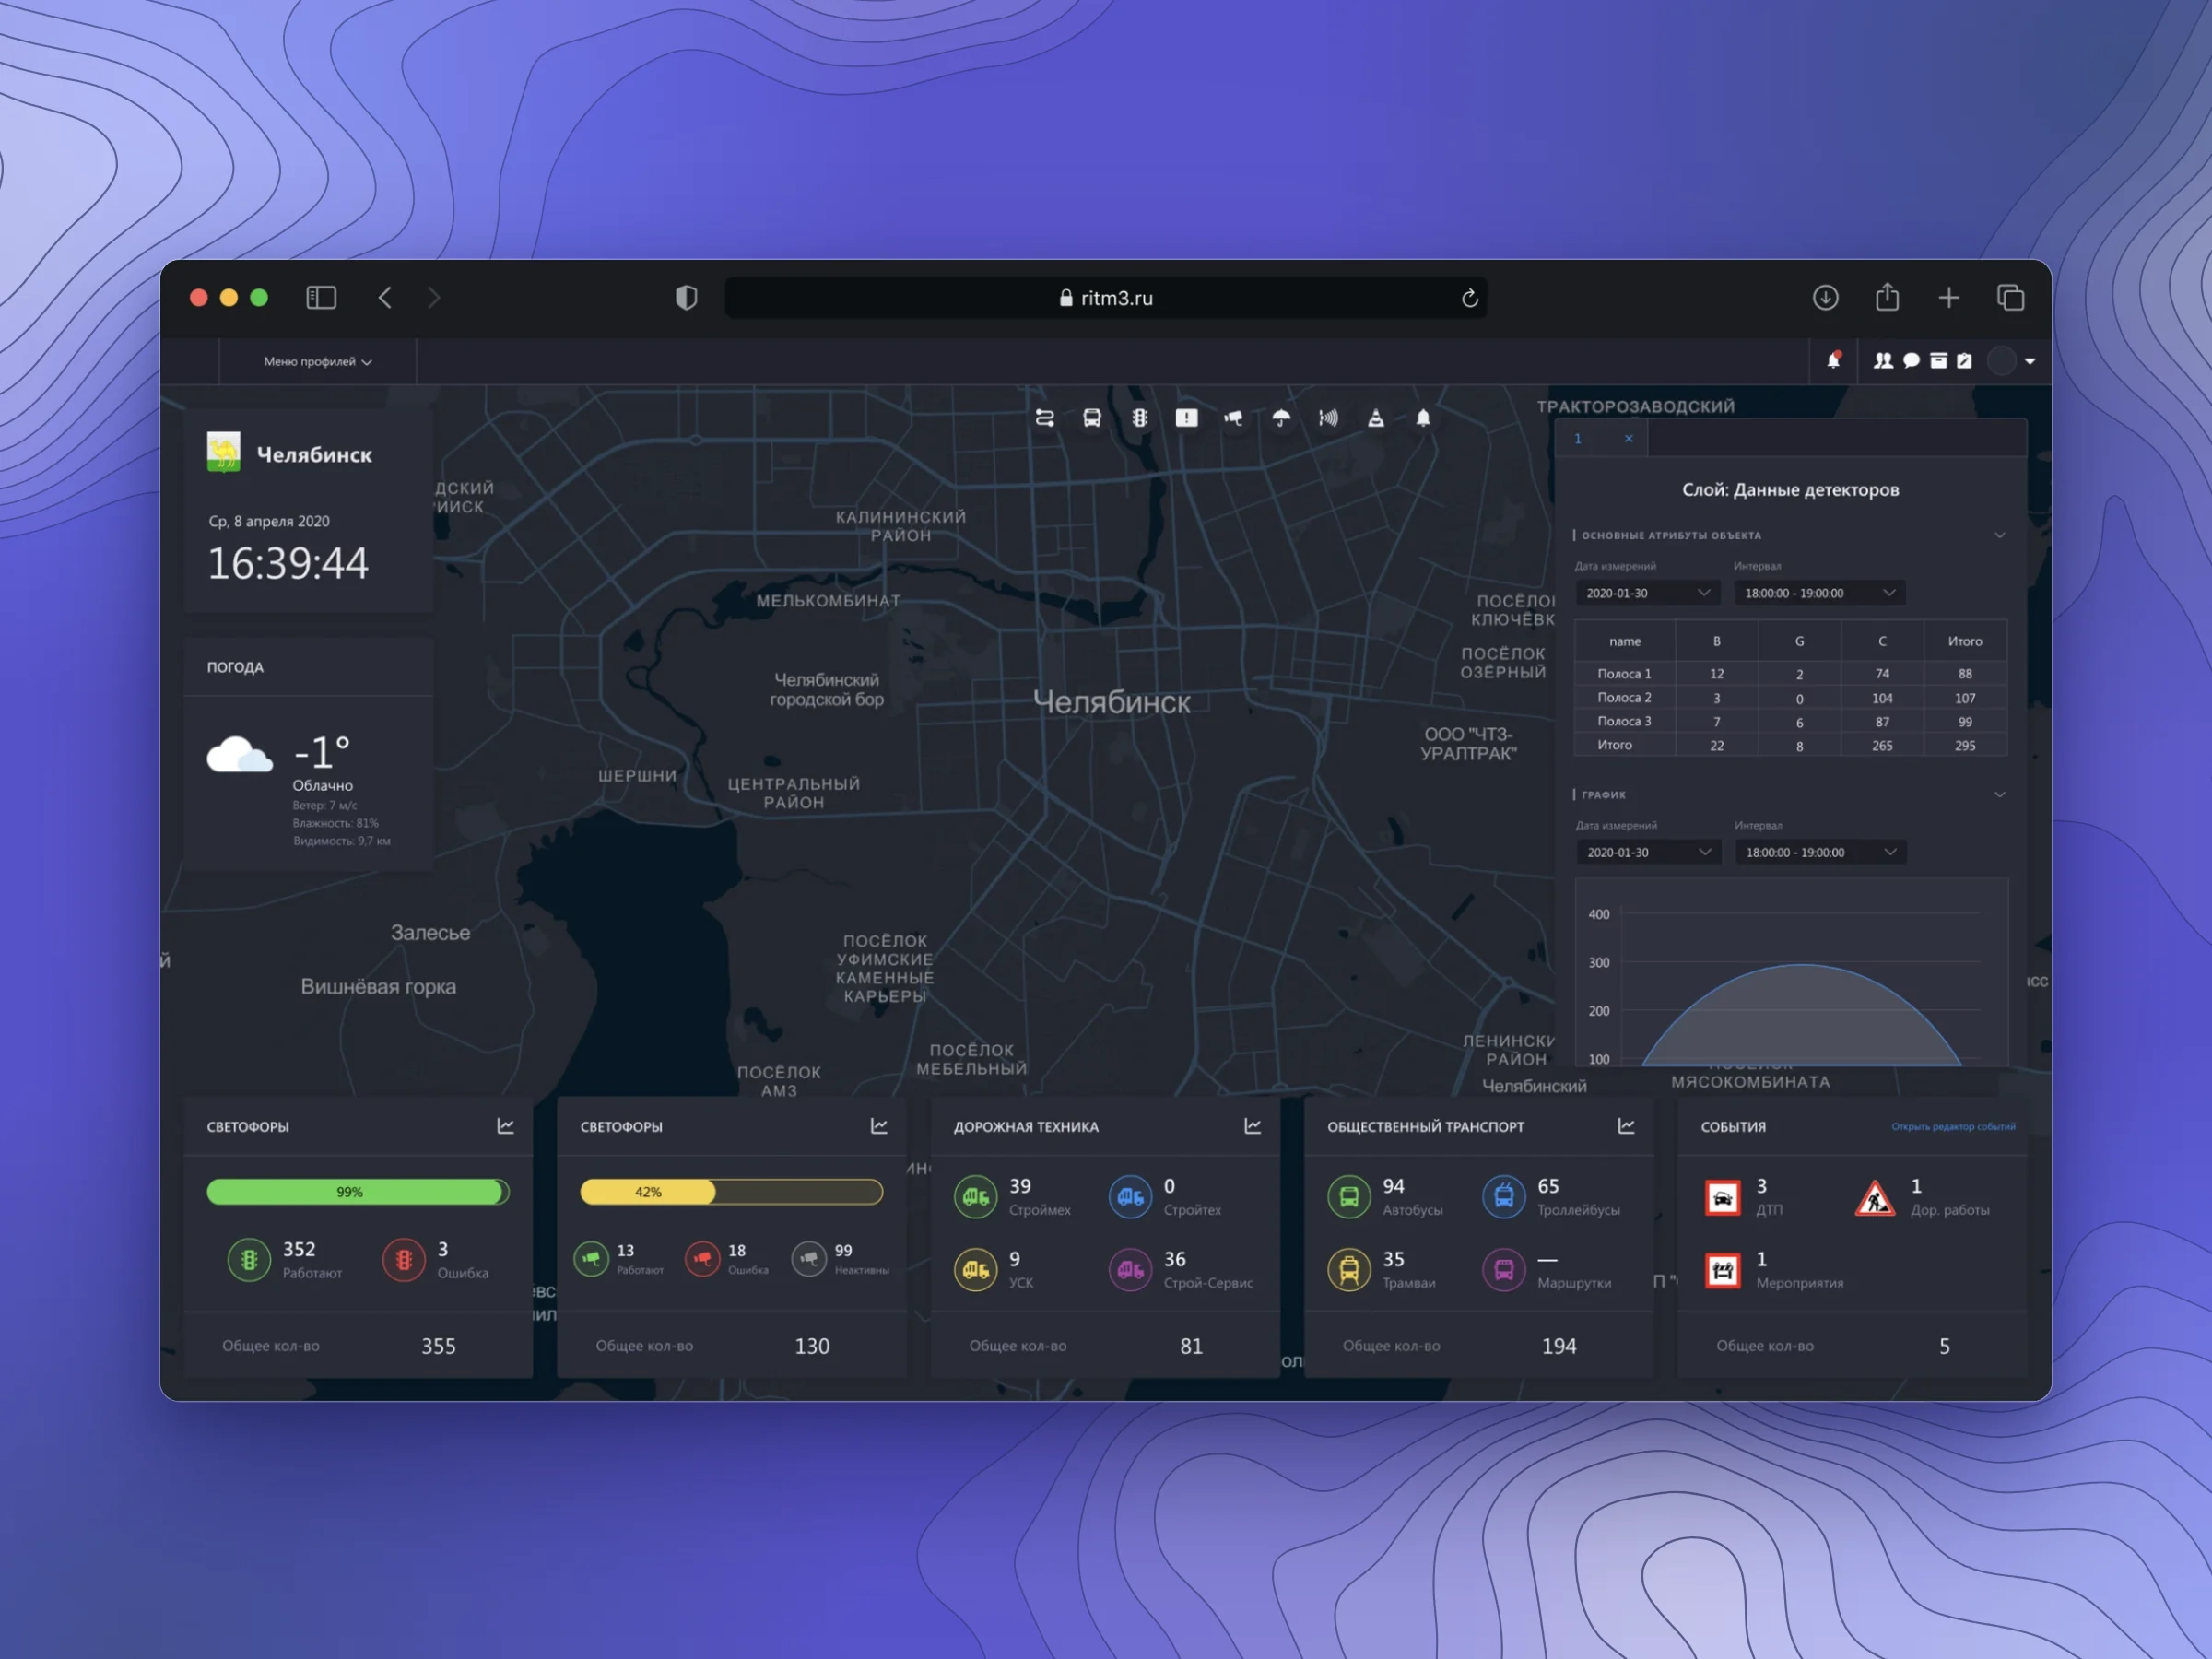 ritm3.ru
Меню профилей
Челябинск
Ср, 8 апреля 2020
16:39:44
ПОГОДА
-1°
Облачно
Ветер: 7 м/с
Влажность: 81%
Видимость: 9,7 км
ТРАКТОРОЗАВОДСКИЙ
КАЛИНИНСКИЙ
РАЙОН
МЕЛЬКОМБИНАТ
Челябинский
городской бор
Челябинск
ПОСЁЛОК
ОЗЁРНЫЙ
ООО "ЧТЗ-
УРАЛТРАК"
ШЕРШНИ
ЦЕНТРАЛЬНЫЙ
РАЙОН
Залесье
Вишнёвая горка
ПОСЁЛОК
УФИМСКИЕ
КАМЕННЫЕ
КАРЬЕРЫ
ПОСЁЛОК
МЕБЕЛЬНЫЙ
ПОСЁЛОК
АМЗ
РАЙОН
Челябинский
МЯСОКОМБИНАТА
1 ×
Слой: Данные детекторов
ОСНОВНЫЕ АТРИБУТЫ ОБЪЕКТА
Дата измерений Интервал
2020-01-30 18:00:00 - 19:00:00
name B G C Итого
Полоса 1 12 2 74 88
Полоса 2 3 0 104 107
Полоса 3 7 6 87 99
Итого 22 8 265 295
ГРАФИК
Дата измерений Интервал
2020-01-30 18:00:00 - 19:00:00
400
300
200
100
СВЕТОФОРЫ
99%
352
Работают
3
Ошибка
Общее кол-во 355
СВЕТОФОРЫ
42%
13
Работают
18
Ошибка
99
Неактивны
Общее кол-во 130
ДОРОЖНАЯ ТЕХНИКА
39
Строймех
0
Стройтех
9
УСК
36
Строй-Сервис
Общее кол-во 81
ОБЩЕСТВЕННЫЙ ТРАНСПОРТ
94
Автобусы
65
Троллейбусы
35
Трамваи
—
Маршрутки
Общее кол-во 194
СОБЫТИЯ
Открыть редактор событий
3
ДТП
1
Дор. работы
1
Мероприятия
Общее кол-во 5